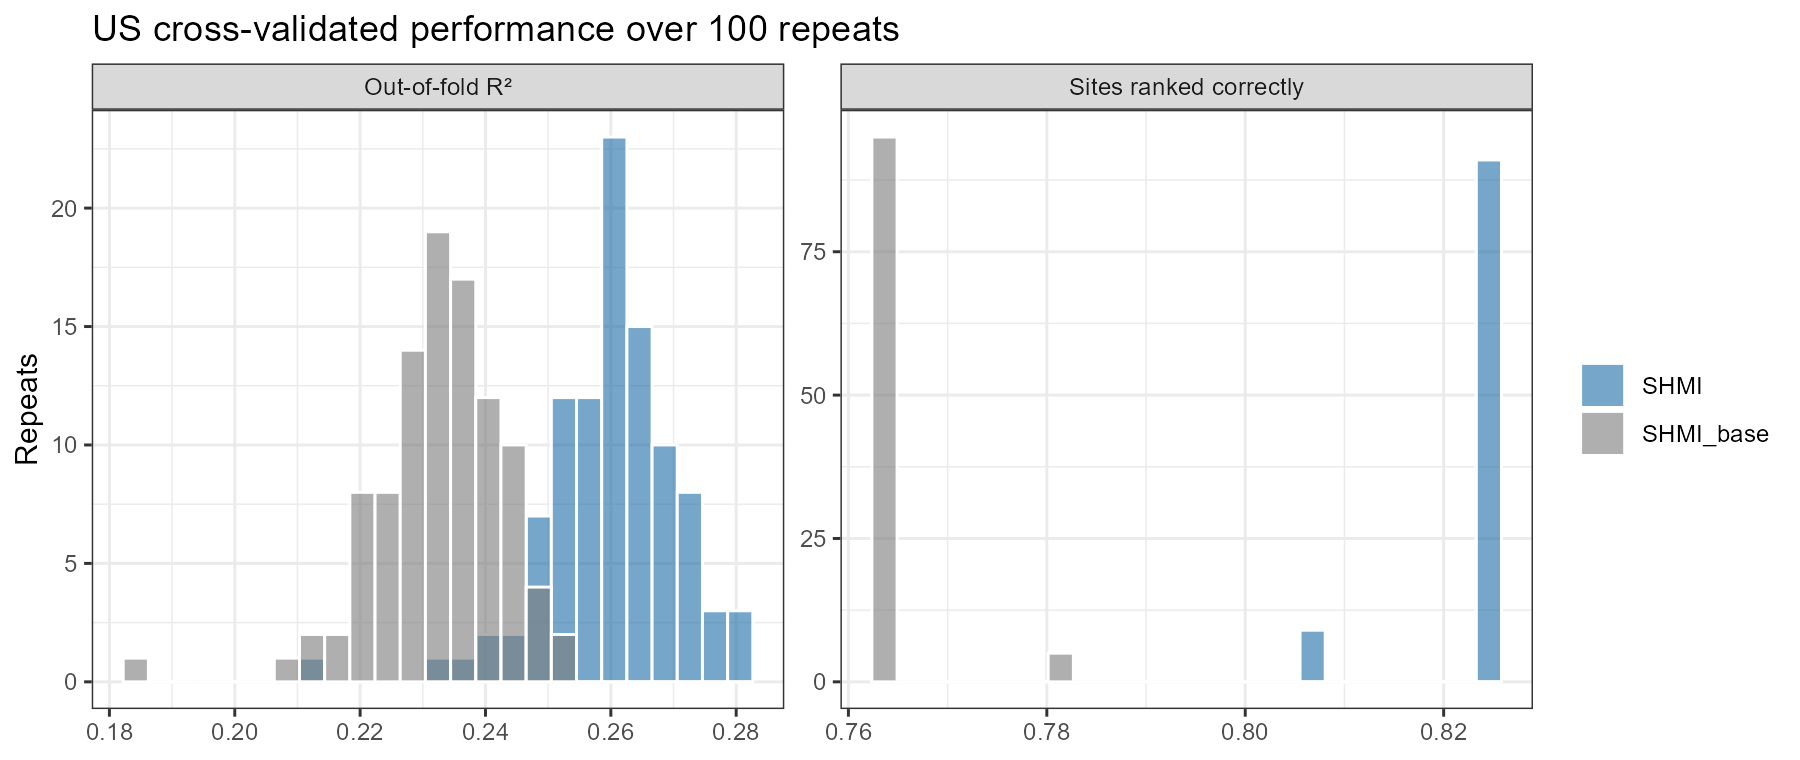 US cross-validated performance over 100 repeats
Out-of-fold R²
Sites ranked correctly
Repeats
20
15
10
5
0
0.18 0.20 0.22 0.24 0.26 0.28
75
50
25
0
0.76 0.78 0.80 0.82
SHMI
SHMI_base